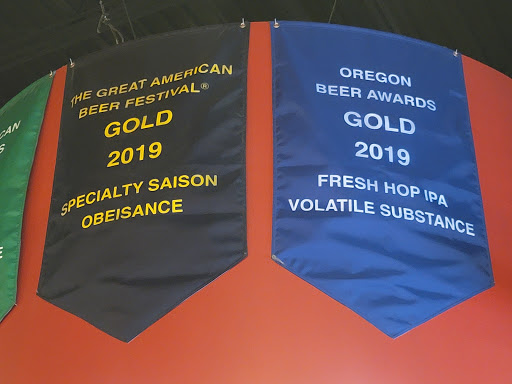 THE GREAT AMERICAN
BEER FESTIVAL®
GOLD
2019
SPECIALTY SAISON
OBEISANCE
OREGON
BEER AWARDS
GOLD
2019
FRESH HOP IPA
VOLATILE SUBSTANCE